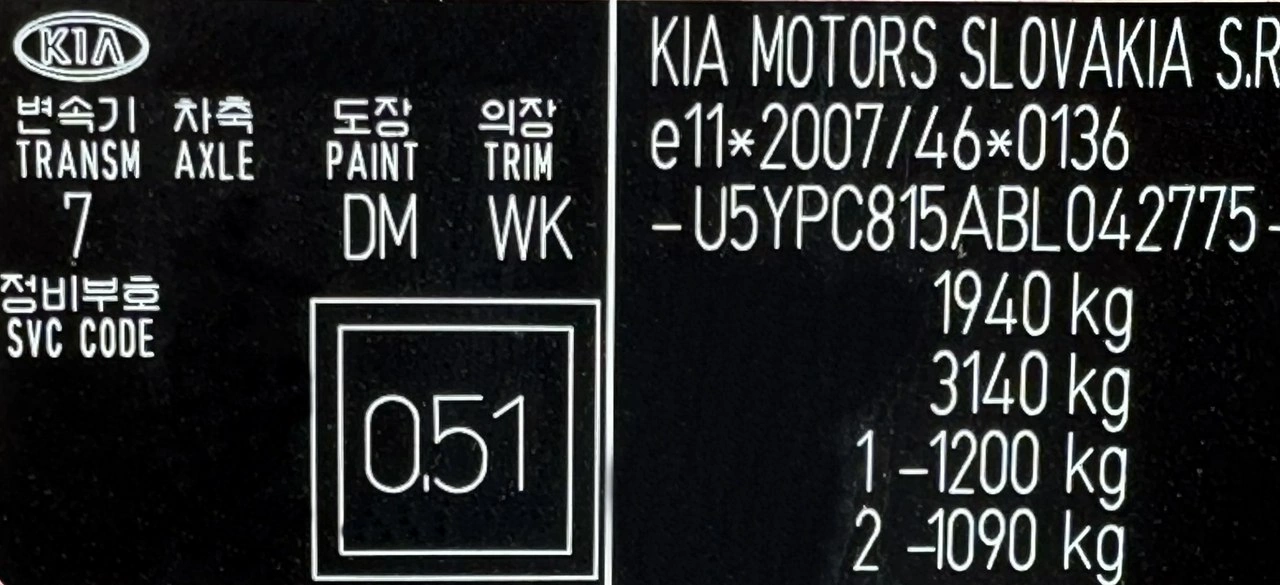 KIA
변속기 차축 도장 의장
TRANSM AXLE PAINT TRIM
7 DM WK
정비부호
SVC CODE
0.51
KIA MOTORS SLOVAKIA S.R
e11*2007/46*0136
-U5YPC815ABL042775-
1940 kg
3140 kg
1 -1200 kg
2 -1090 kg